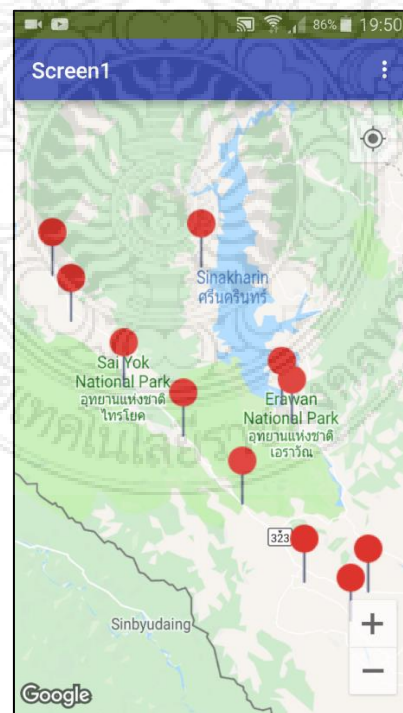 86% 19:50
Screen1
Sinakharin
ศรีนครินทร์
Sai Yok
National Park
อุทยานแห่งชาติ
ไทรโยค
Erawan
National Park
อุทยานแห่งชาติ
เอราวัณ
323
Sinbyudaing
+
−
Google